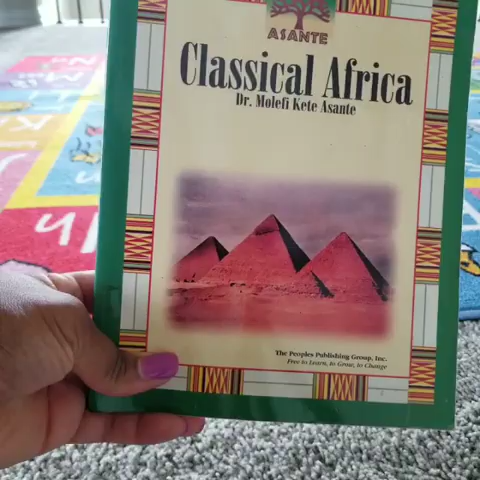 ASANTE
Classical Africa
Dr. Molefi Kete Asante
The Peoples Publishing Group, Inc.
Free to Learn, to Grow, to Change